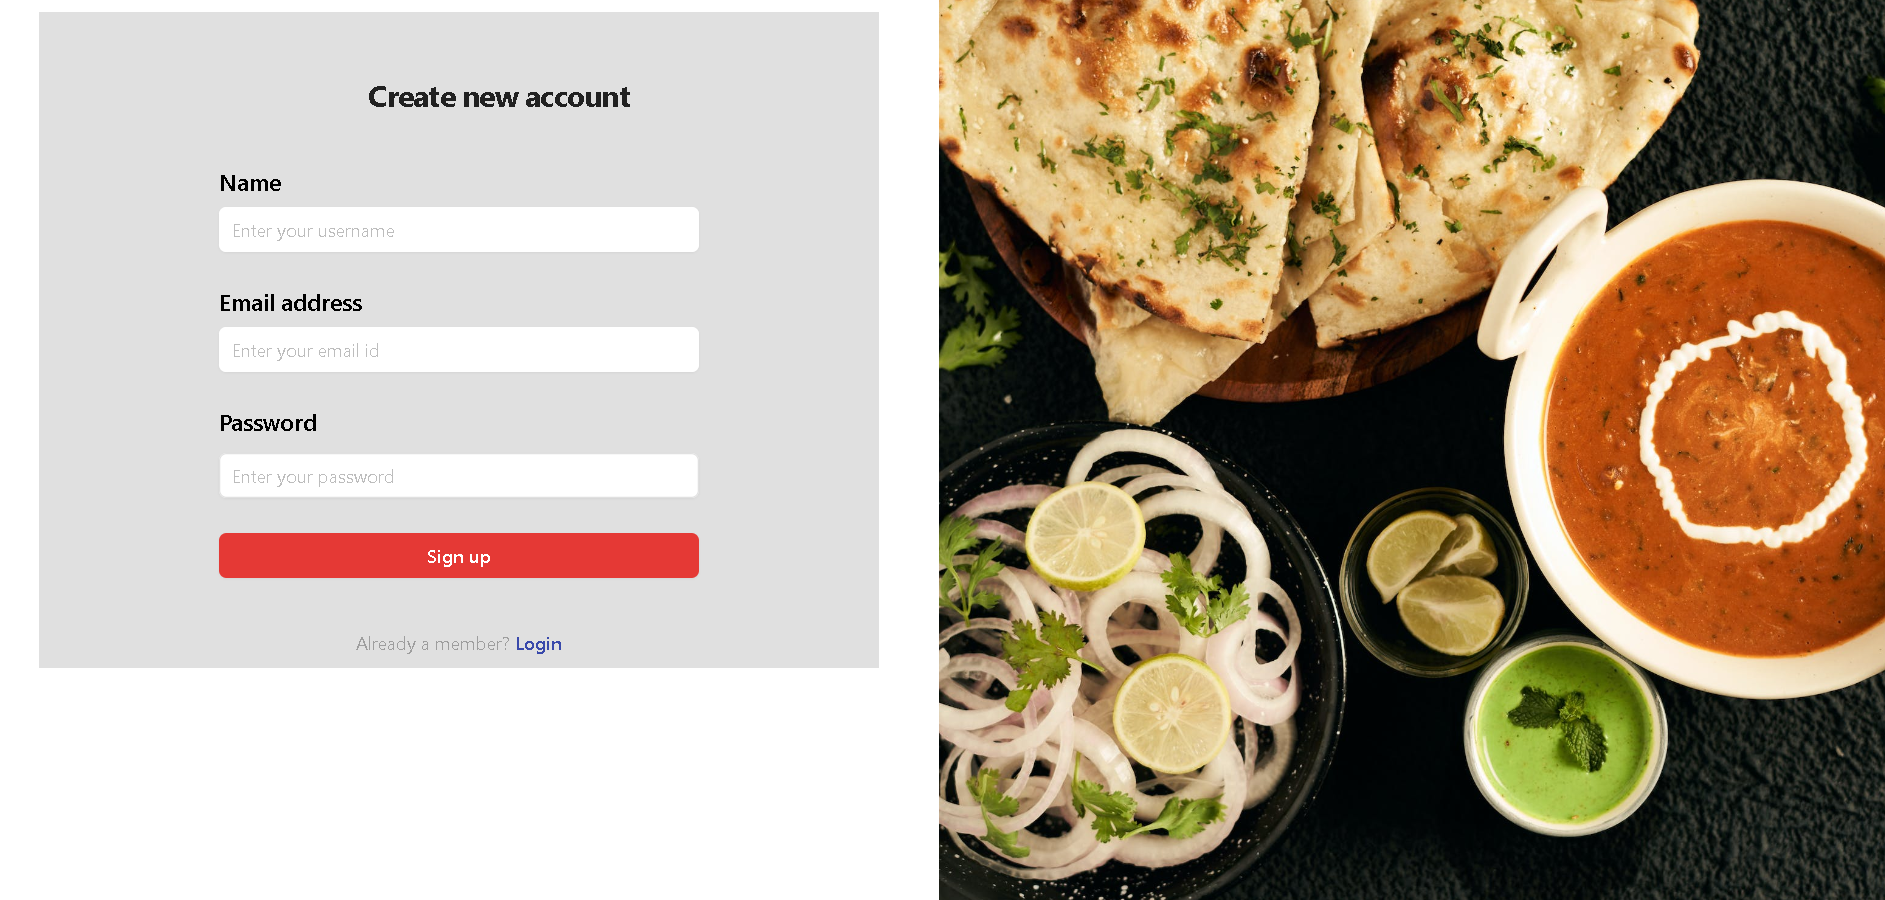 Create new account
Name
Enter your username
Email address
Enter your email id
Password
Enter your password
Sign up
Already a member? Login